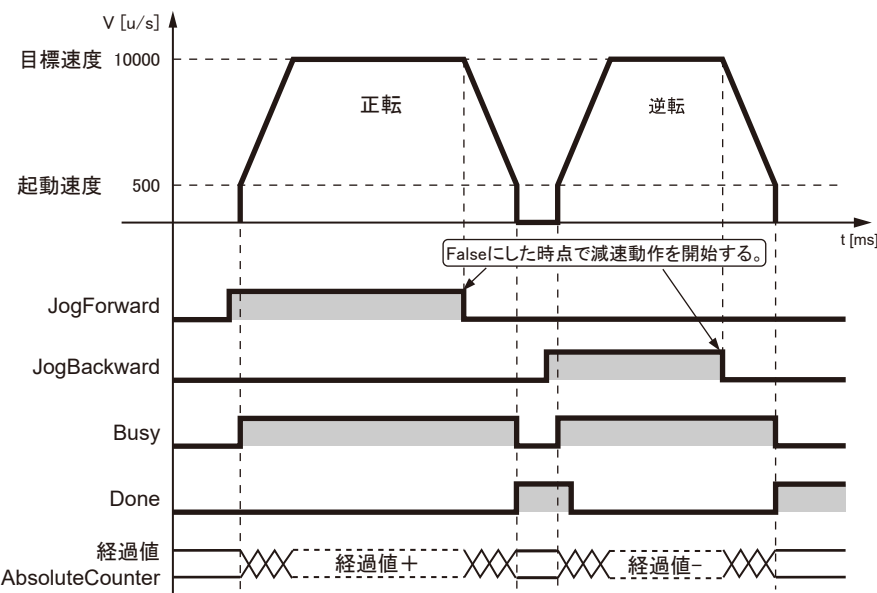 V [u/s]
目標速度 10000
正転
逆転
起動速度 500
t [ms]
Falseにした時点で減速動作を開始する。
JogForward
JogBackward
Busy
Done
経過値
AbsoluteCounter
経過値＋
経過値−